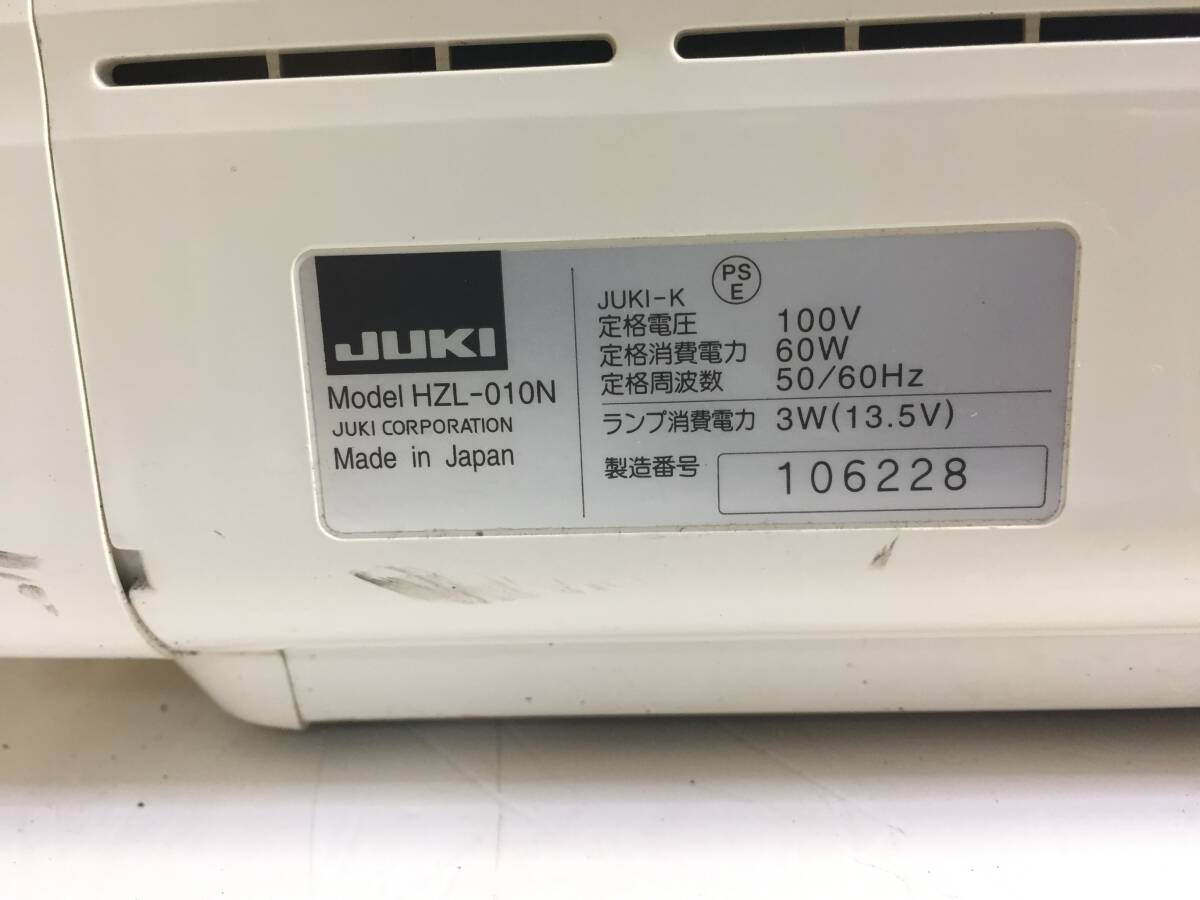 JUKI
Model HZL-010N
JUKI CORPORATION
Made in Japan
PS
E
JUKI-K
定格電圧 100V
定格消費電力 60W
定格周波数 50/60Hz
ランプ消費電力 3W(13.5V)
製造番号 106228